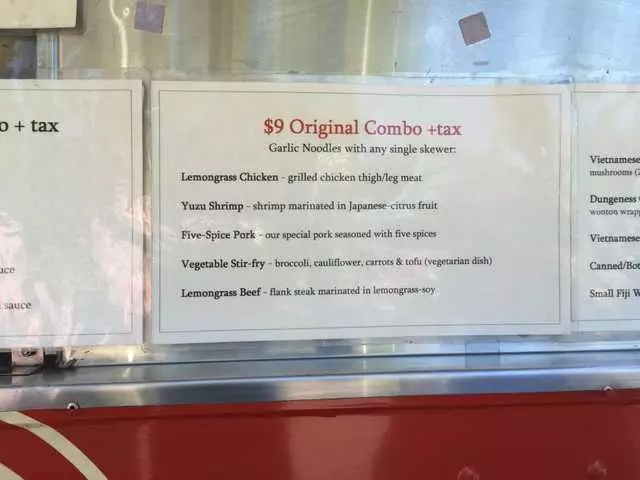 o + tax
uce
sauce
$9 Original Combo +tax
Garlic Noodles with any single skewer:
Lemongrass Chicken - grilled chicken thigh/leg meat
Yuzu Shrimp - shrimp marinated in Japanese-citrus fruit
Five-Spice Pork - our special pork seasoned with five spices
Vegetable Stir-fry - broccoli, cauliflower, carrots & tofu (vegetarian dish)
Lemongrass Beef - flank steak marinated in lemongrass-soy
Vietnamese
mushrooms (2
Dungeness
wonton wrapp
Vietnamese
Canned/Bot
Small Fiji W